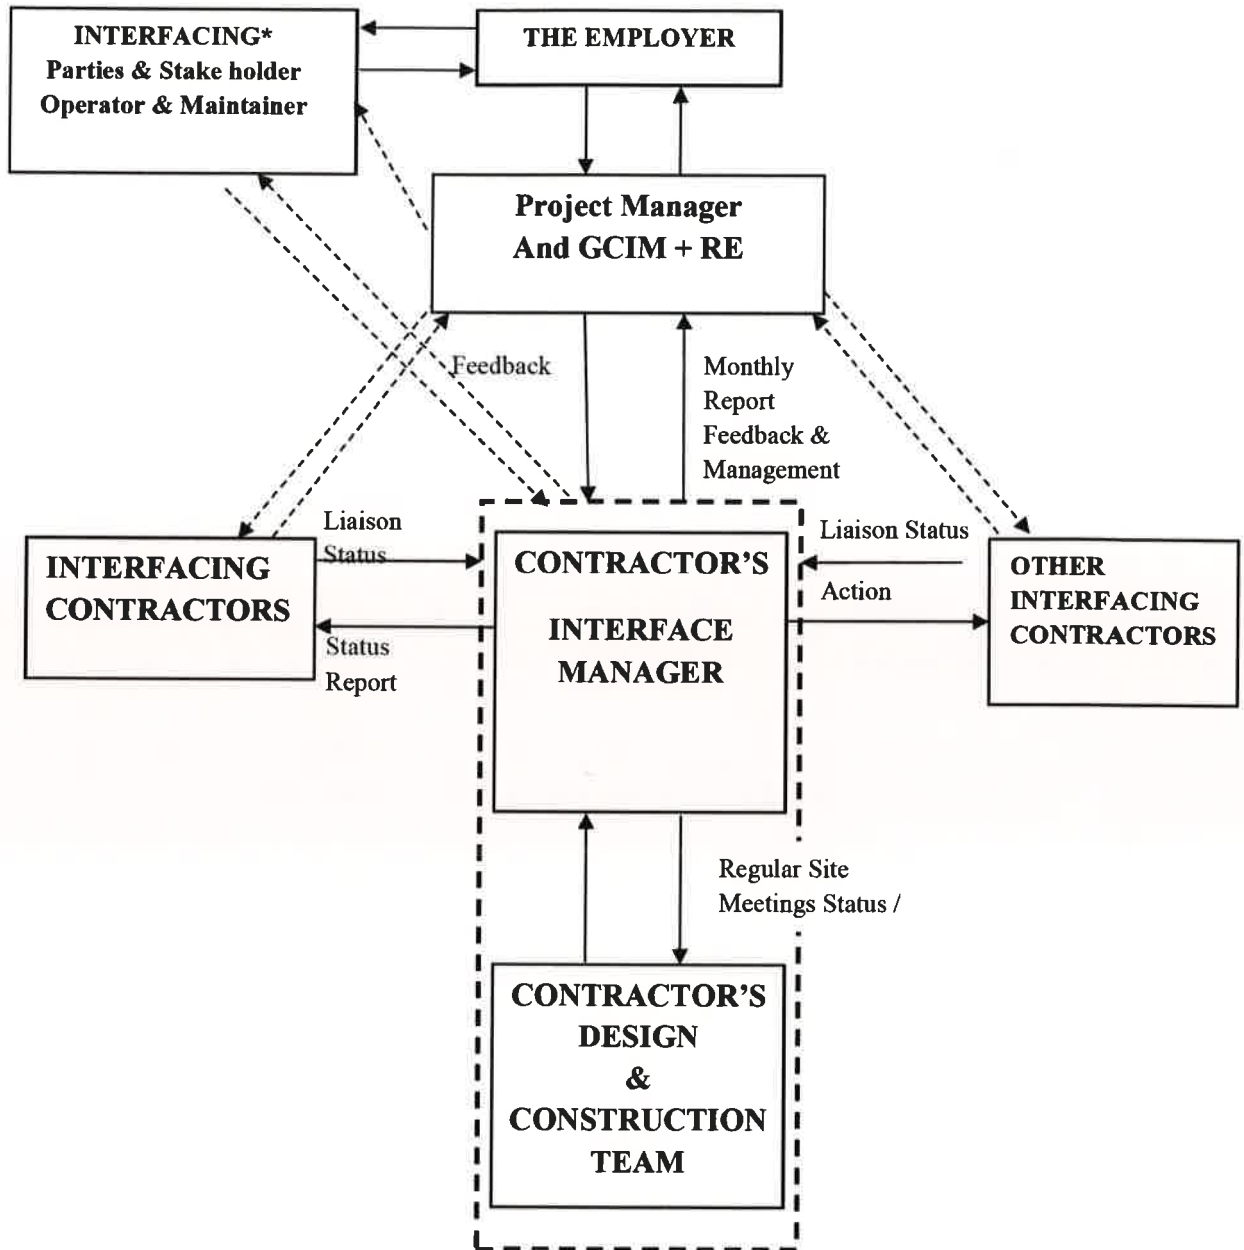 INTERFACING*
Parties & Stake holder
Operator & Maintainer
THE EMPLOYER
Project Manager
And GCIM + RE
Feedback
Monthly
Report
Feedback &
Management
Liaison
Status
Liaison Status
Action
INTERFACING
CONTRACTORS
Status
Report
CONTRACTOR'S
INTERFACE
MANAGER
OTHER
INTERFACING
CONTRACTORS
Regular Site
Meetings Status /
CONTRACTOR'S
DESIGN
&
CONSTRUCTION
TEAM